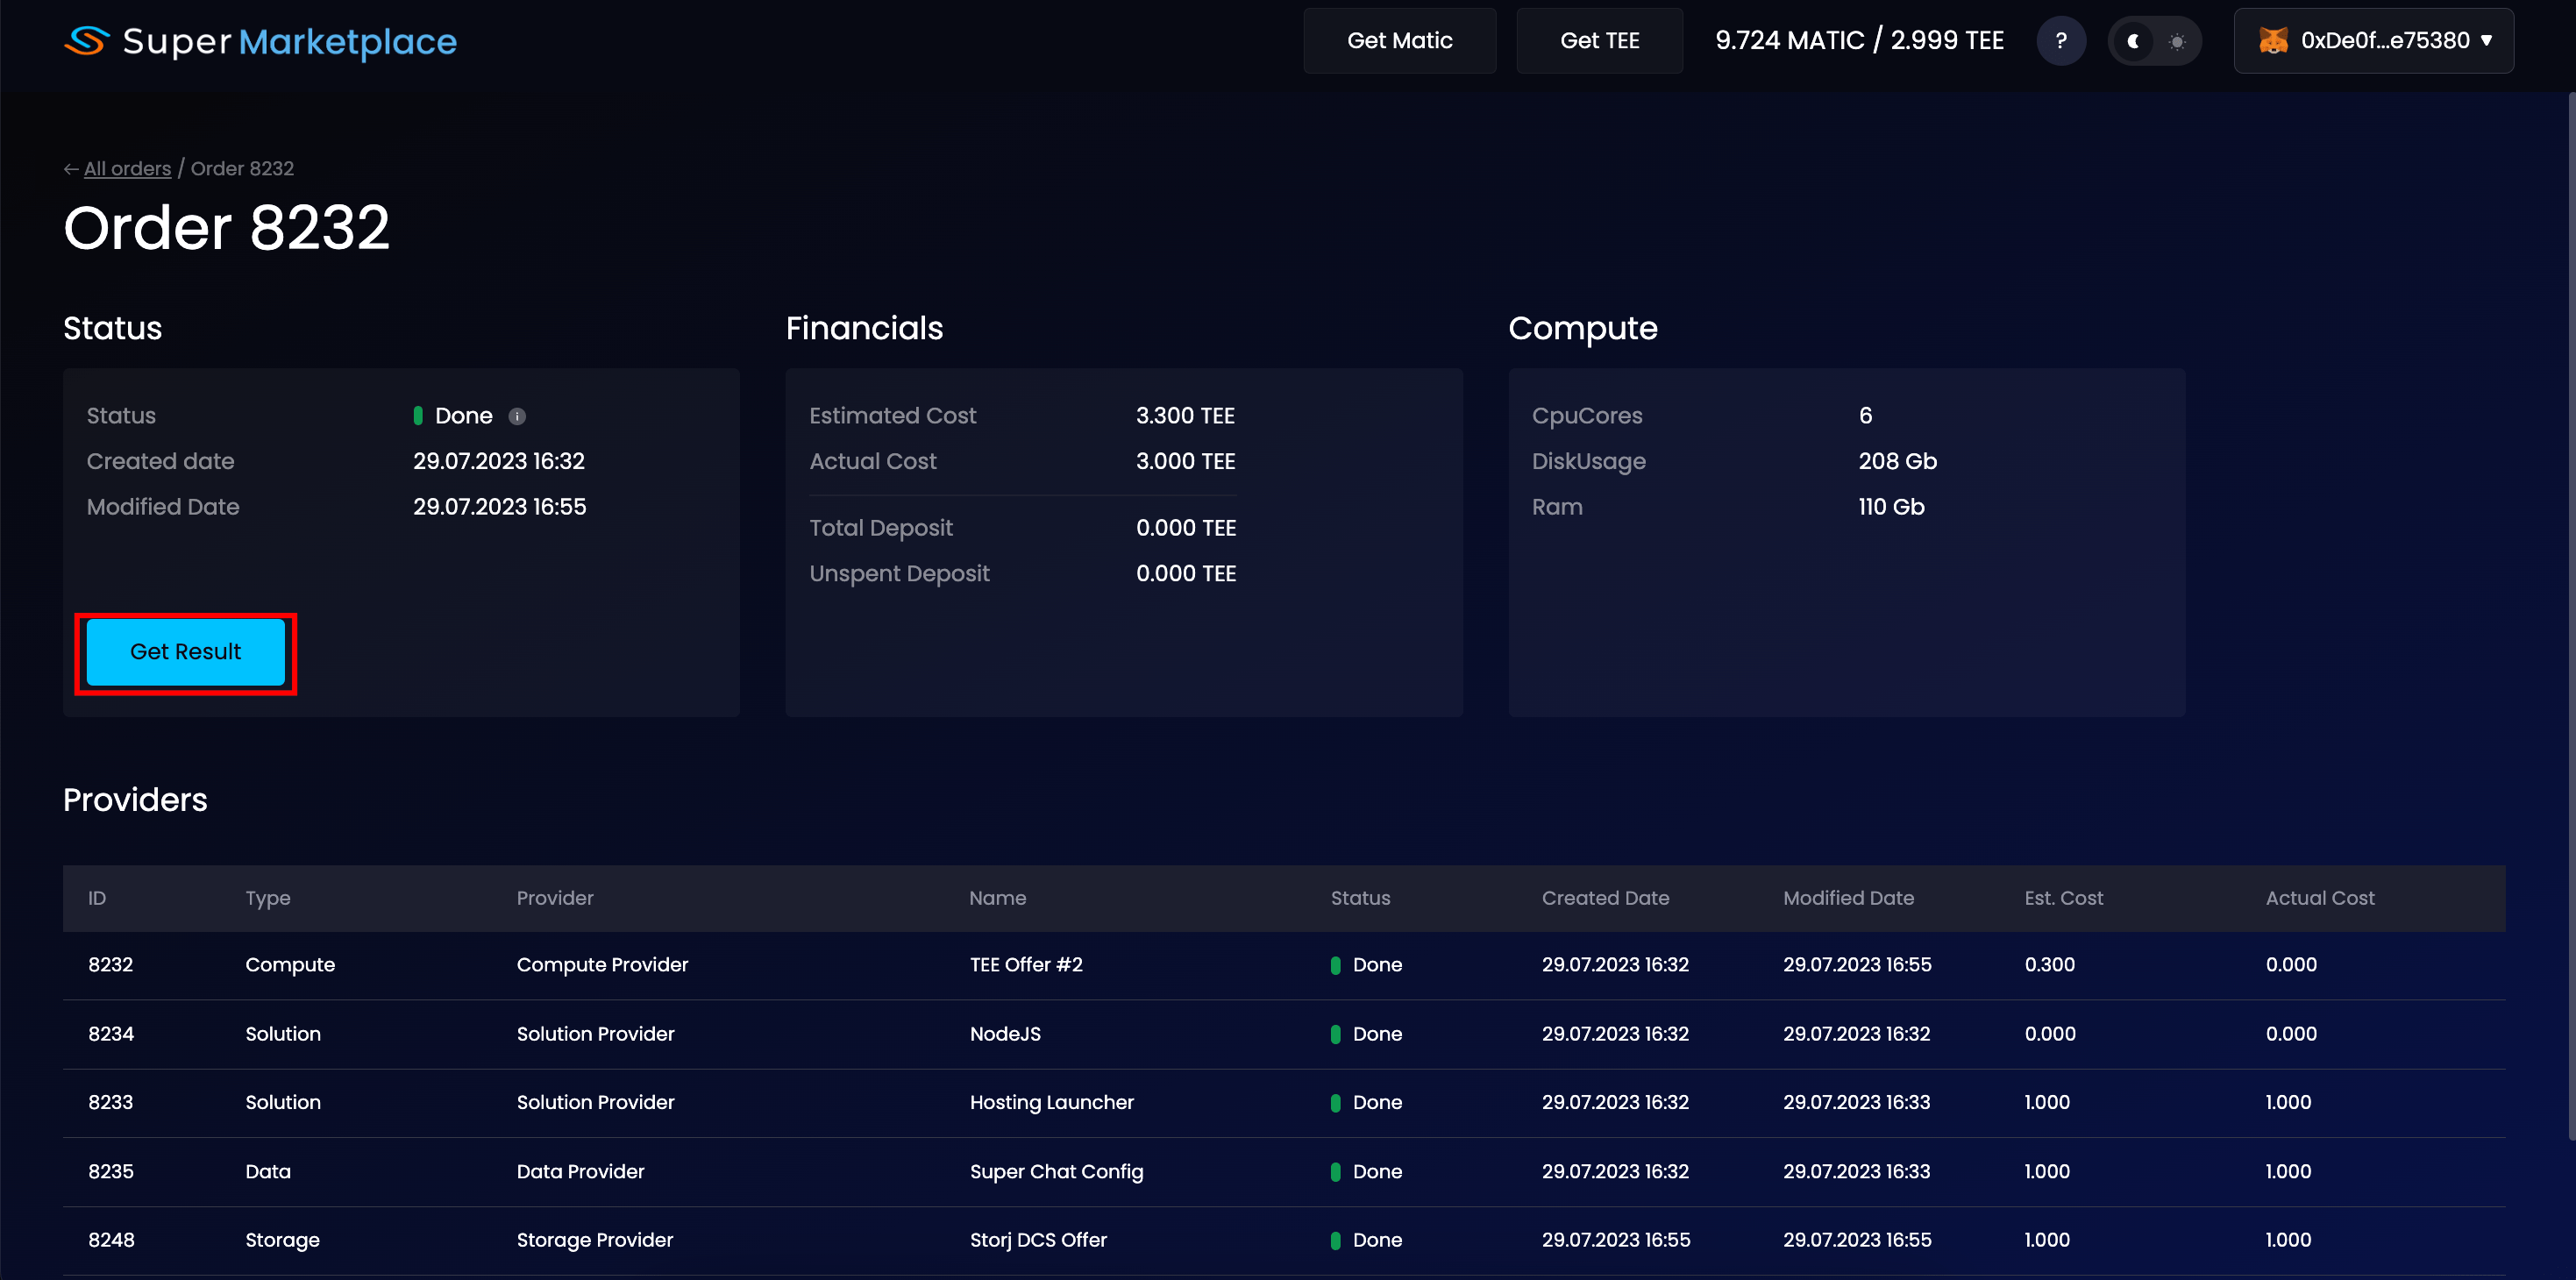 Super Marketplace
Get Matic
Get TEE
9.724 MATIC / 2.999 TEE
?
0xDe0f...e75380 ▼
← All orders / Order 8232
Order 8232
Status
Financials
Compute
Status Done i
Created date 29.07.2023 16:32
Modified Date 29.07.2023 16:55
Get Result
Estimated Cost 3.300 TEE
Actual Cost 3.000 TEE
Total Deposit 0.000 TEE
Unspent Deposit 0.000 TEE
CpuCores 6
DiskUsage 208 Gb
Ram 110 Gb
Providers
ID Type Provider Name Status Created Date Modified Date Est. Cost Actual Cost
8232 Compute Compute Provider TEE Offer #2 Done 29.07.2023 16:32 29.07.2023 16:55 0.300 0.000
8234 Solution Solution Provider NodeJS Done 29.07.2023 16:32 29.07.2023 16:32 0.000 0.000
8233 Solution Solution Provider Hosting Launcher Done 29.07.2023 16:32 29.07.2023 16:33 1.000 1.000
8235 Data Data Provider Super Chat Config Done 29.07.2023 16:32 29.07.2023 16:33 1.000 1.000
8248 Storage Storage Provider Storj DCS Offer Done 29.07.2023 16:55 29.07.2023 16:55 1.000 1.000